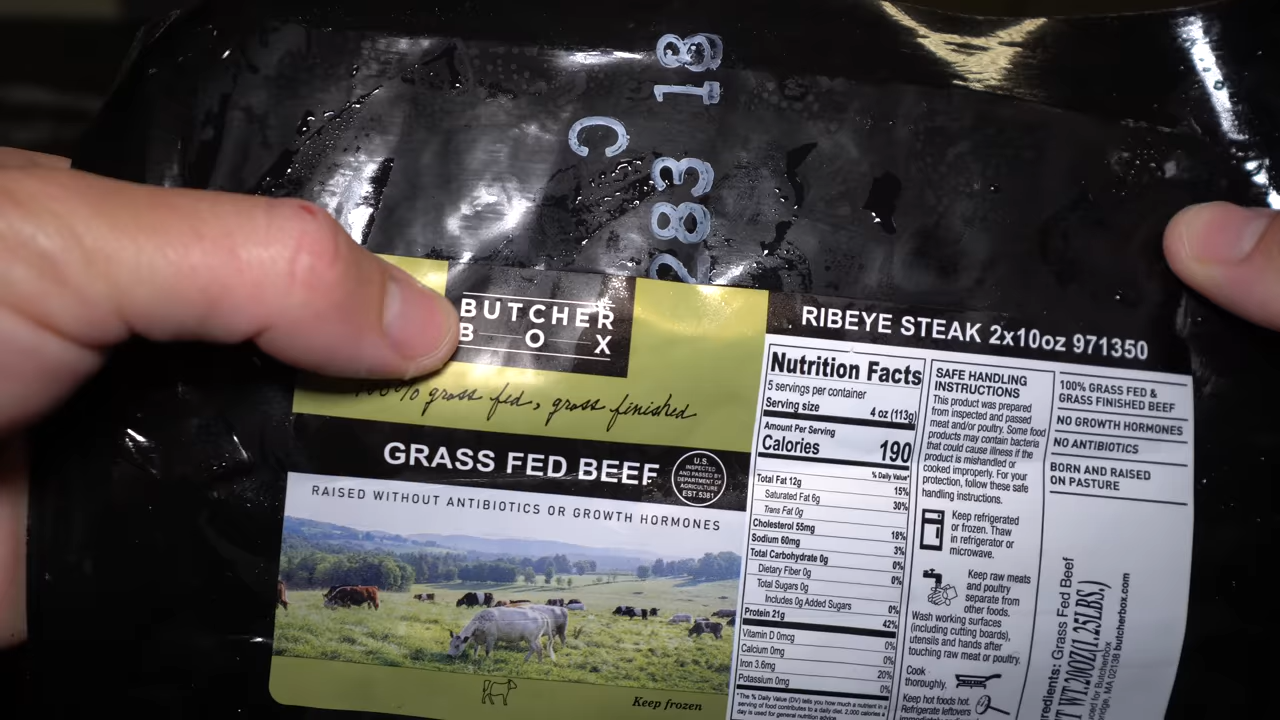 283 18
C
BUTCHER
BOX
100% grass fed, grass finished
GRASS FED BEEF
U.S.
INSPECTED
AND PASSED BY
DEPARTMENT OF
AGRICULTURE
EST.5381
RAISED WITHOUT ANTIBIOTICS OR GROWTH HORMONES
Keep frozen
RIBEYE STEAK 2x10oz 971350
Nutrition Facts
5 servings per container
Serving size 4 oz (113g)
Amount Per Serving
Calories 190
% Daily Value*
Total Fat 12g 15%
Saturated Fat 6g 30%
Trans Fat 0g
Cholesterol 55mg 18%
Sodium 60mg 3%
Total Carbohydrate 0g 0%
Dietary Fiber 0g 0%
Total Sugars 0g
Includes 0g Added Sugars 0%
Protein 21g 42%
Vitamin D 0mcg 0%
Calcium 0mg 0%
Iron 3.6mg 20%
Potassium 0mg 0%
*The % Daily Value (DV) tells you how much a nutrient in a
serving of food contributes to a daily diet. 2,000 calories a
day is used for general nutrition advice.
SAFE HANDLING
INSTRUCTIONS
This product was prepared
from inspected and passed
meat and/or poultry. Some food
products may contain bacteria
that could cause illness if the
product is mishandled or
cooked improperly. For your
protection, follow these safe
handling instructions.
Keep refrigerated
or frozen. Thaw
in refrigerator or
microwave.
Keep raw meats
and poultry
separate from
other foods.
Wash working surfaces
(including cutting boards),
utensils and hands after
touching raw meat or poultry.
Cook
thoroughly.
Keep hot foods hot.
Refrigerate leftovers
100% GRASS FED &
GRASS FINISHED BEEF
NO GROWTH HORMONES
NO ANTIBIOTICS
BORN AND RAISED
ON PASTURE
redients: Grass Fed Beef
T WT.20OZ(1.25LBS.)
for Butcherbox
MA 02138 butcherbox.com